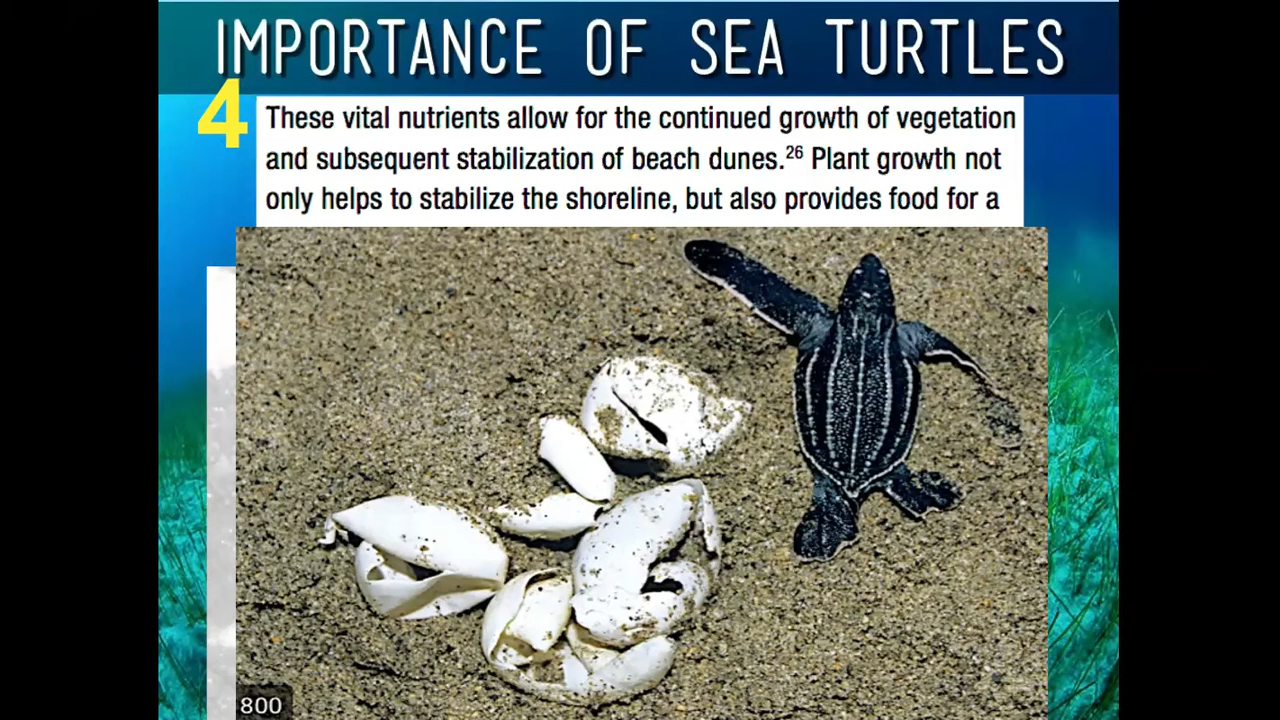 IMPORTANCE OF SEA TURTLES
4
These vital nutrients allow for the continued growth of vegetation
and subsequent stabilization of beach dunes.26 Plant growth not
only helps to stabilize the shoreline, but also provides food for a
800